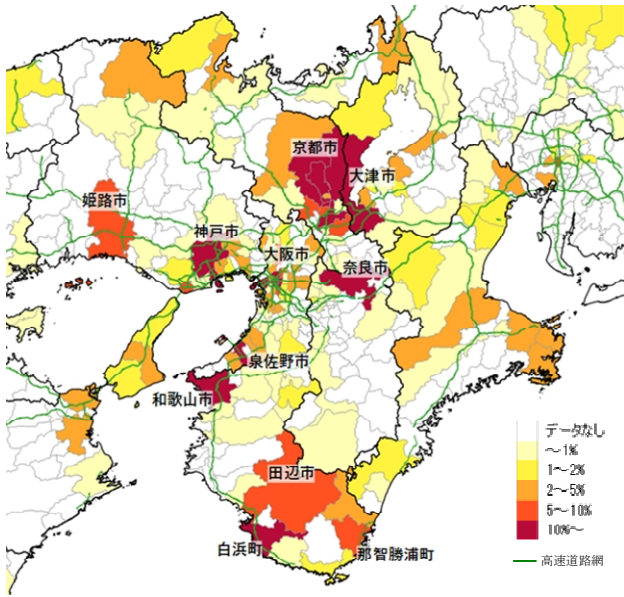 京都市
大津市
姫路市
神戸市
大阪市
奈良市
泉佐野市
和歌山市
田辺市
白浜町
那智勝浦町
データなし
～1%
1～2%
2～5%
5～10%
10%～
高速道路網